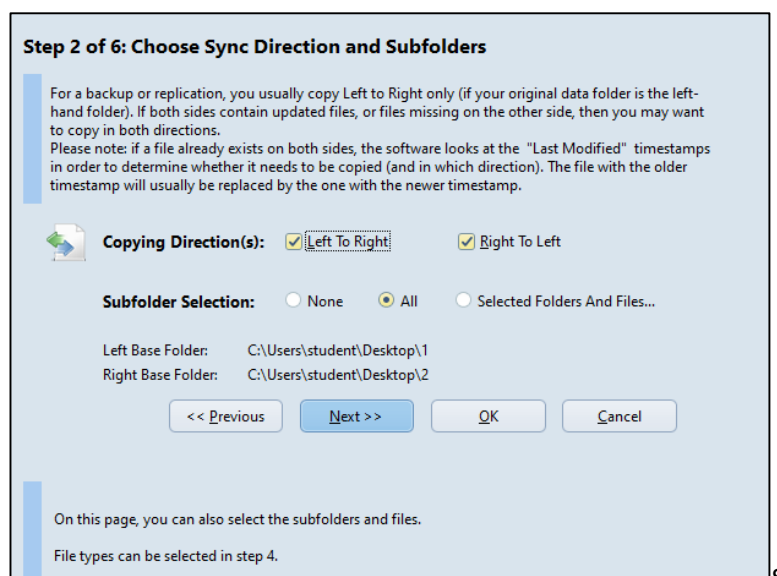 Step 2 of 6: Choose Sync Direction and Subfolders
For a backup or replication, you usually copy Left to Right only (if your original data folder is the left-
hand folder). If both sides contain updated files, or files missing on the other side, then you may want
to copy in both directions.
Please note: if a file already exists on both sides, the software looks at the "Last Modified" timestamps
in order to determine whether it needs to be copied (and in which direction). The file with the older
timestamp will usually be replaced by the one with the newer timestamp.
Copying Direction(s): Left To Right Right To Left
Subfolder Selection: None All Selected Folders And Files...
Left Base Folder: C:\Users\student\Desktop\1
Right Base Folder: C:\Users\student\Desktop\2
<< Previous Next >> OK Cancel
On this page, you can also select the subfolders and files.
File types can be selected in step 4.